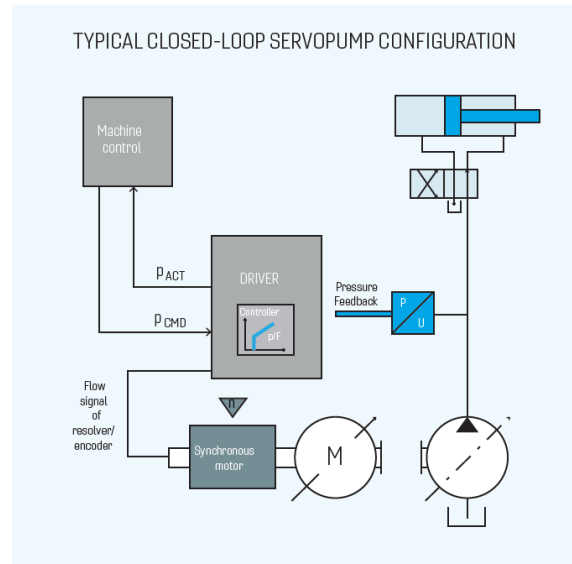 TYPICAL CLOSED-LOOP SERVOPUMP CONFIGURATION
Machine
control
pACT
pCMD
DRIVER
Controller
p/F
Pressure
Feedback
P
U
Flow
signal
of
resolver/
encoder
n
Synchronous
motor
M